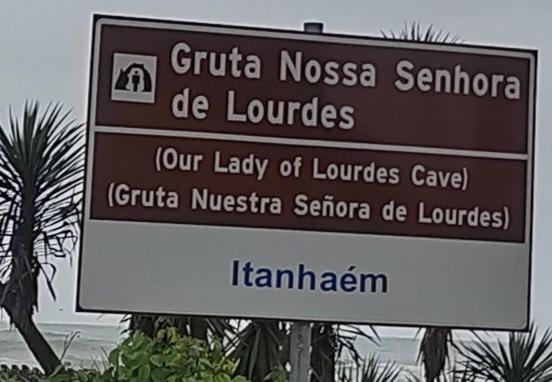 Gruta Nossa Senhora
de Lourdes
(Our Lady of Lourdes Cave)
(Gruta Nuestra Señora de Lourdes)
Itanhaém